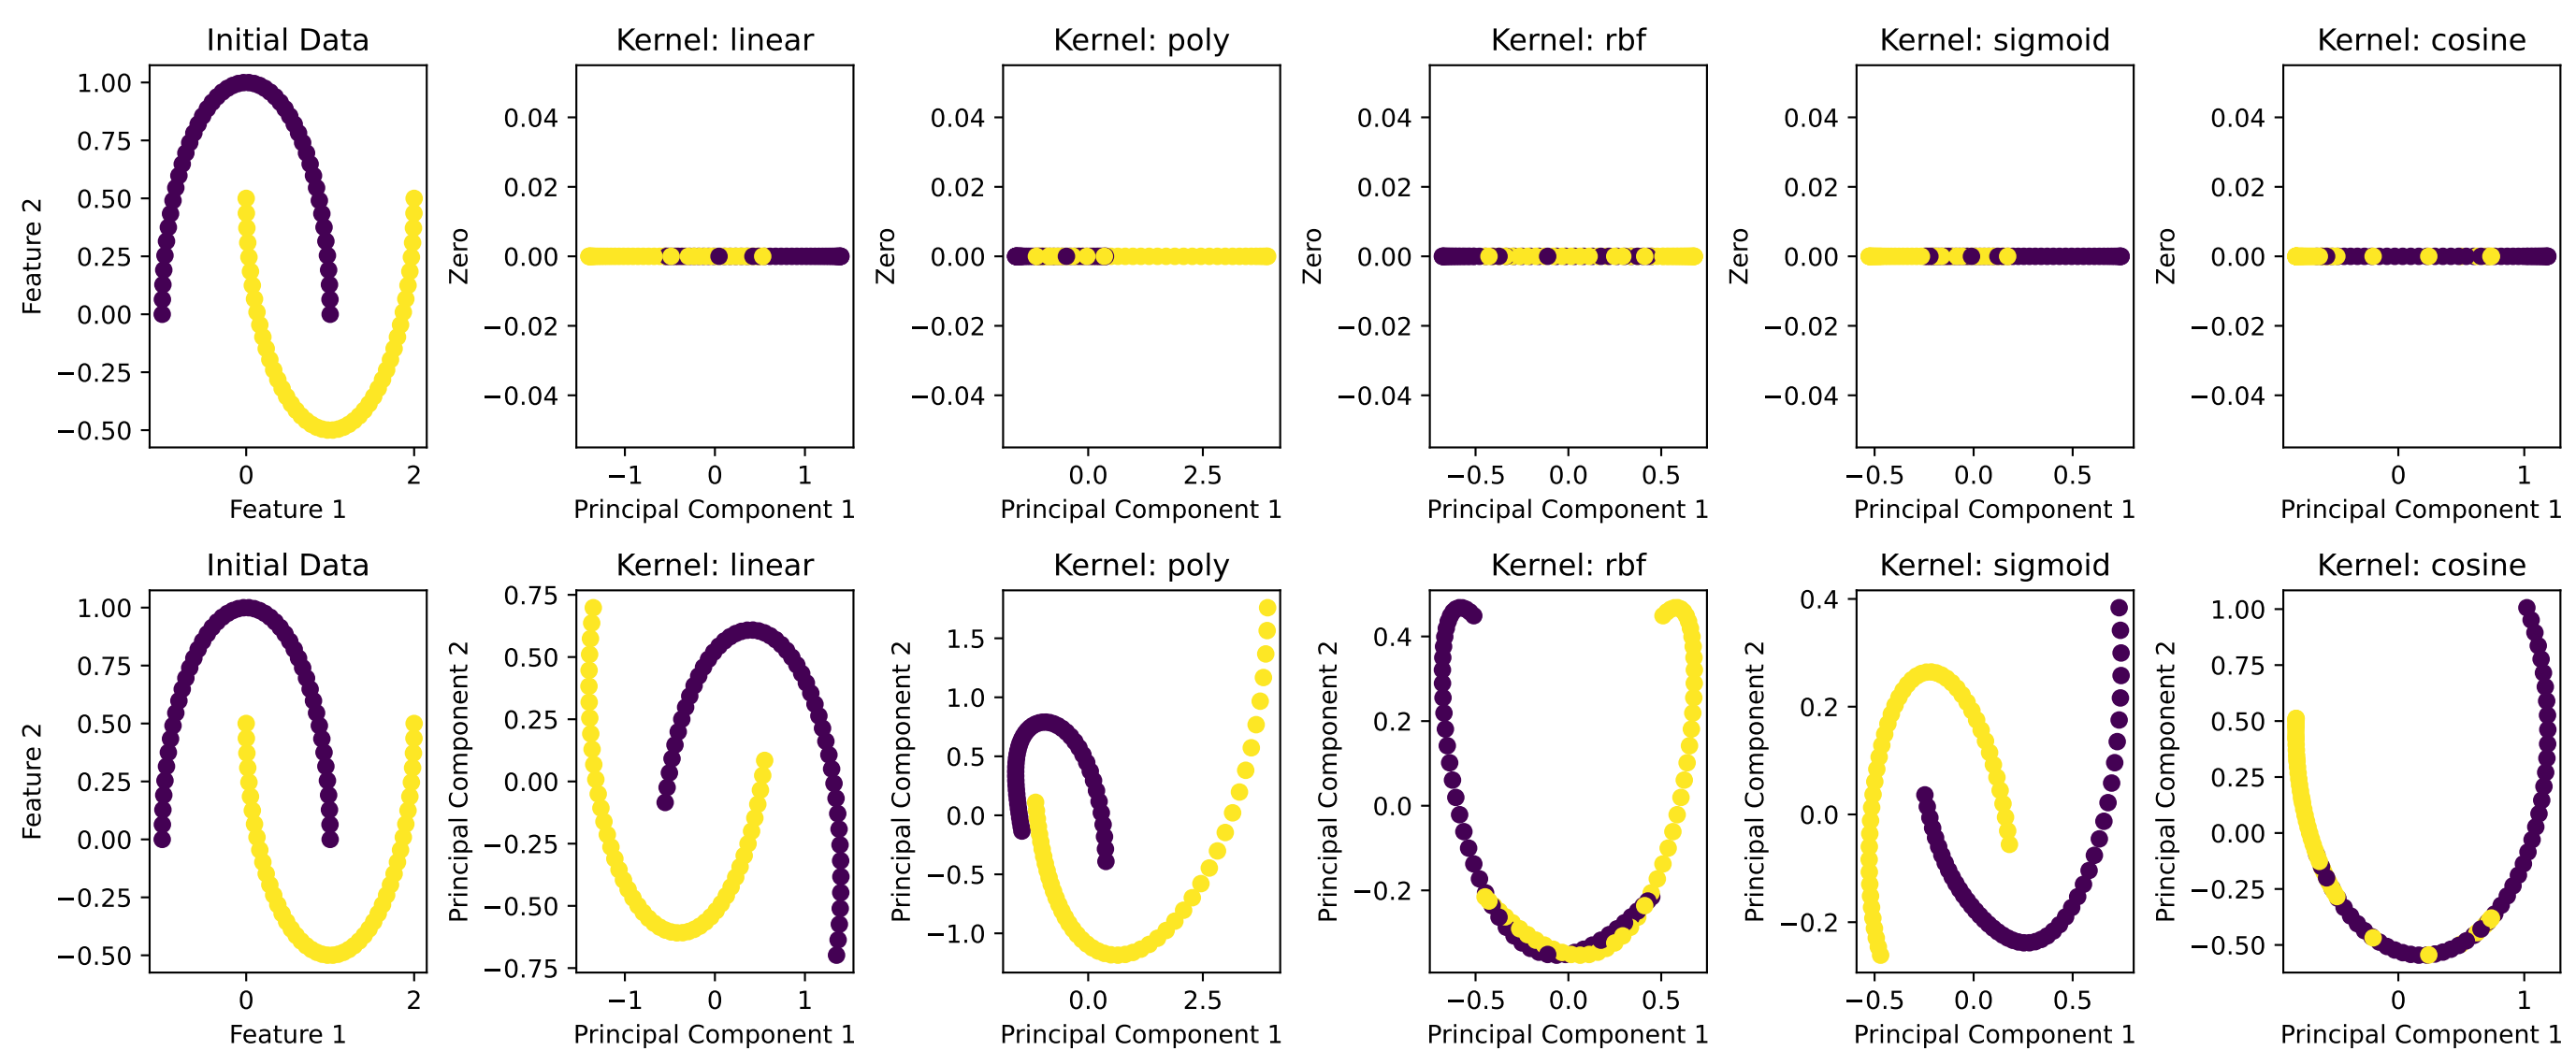 Initial Data
Kernel: linear
Kernel: poly
Kernel: rbf
Kernel: sigmoid
Kernel: cosine
1.00
0.75
0.50
0.25
0.00
−0.25
−0.50
Feature 2
0
2
Feature 1
0.04
0.02
0.00
−0.02
−0.04
Zero
−1
0
1
Principal Component 1
0.04
0.02
0.00
−0.02
−0.04
Zero
0.0
2.5
Principal Component 1
0.04
0.02
0.00
−0.02
−0.04
Zero
−0.5
0.0
0.5
Principal Component 1
0.04
0.02
0.00
−0.02
−0.04
Zero
−0.5
0.0
0.5
Principal Component 1
0.04
0.02
0.00
−0.02
−0.04
Zero
0
1
Principal Component 1
Initial Data
Kernel: linear
Kernel: poly
Kernel: rbf
Kernel: sigmoid
Kernel: cosine
1.00
0.75
0.50
0.25
0.00
−0.25
−0.50
Feature 2
0
2
Feature 1
0.75
0.50
0.25
0.00
−0.25
−0.50
−0.75
Principal Component 2
−1
0
1
Principal Component 1
1.5
1.0
0.5
0.0
−0.5
−1.0
Principal Component 2
0.0
2.5
Principal Component 1
0.4
0.2
0.0
−0.2
Principal Component 2
−0.5
0.0
0.5
Principal Component 1
0.4
0.2
0.0
−0.2
Principal Component 2
−0.5
0.0
0.5
Principal Component 1
1.00
0.75
0.50
0.25
0.00
−0.25
−0.50
Principal Component 2
0
1
Principal Component 1